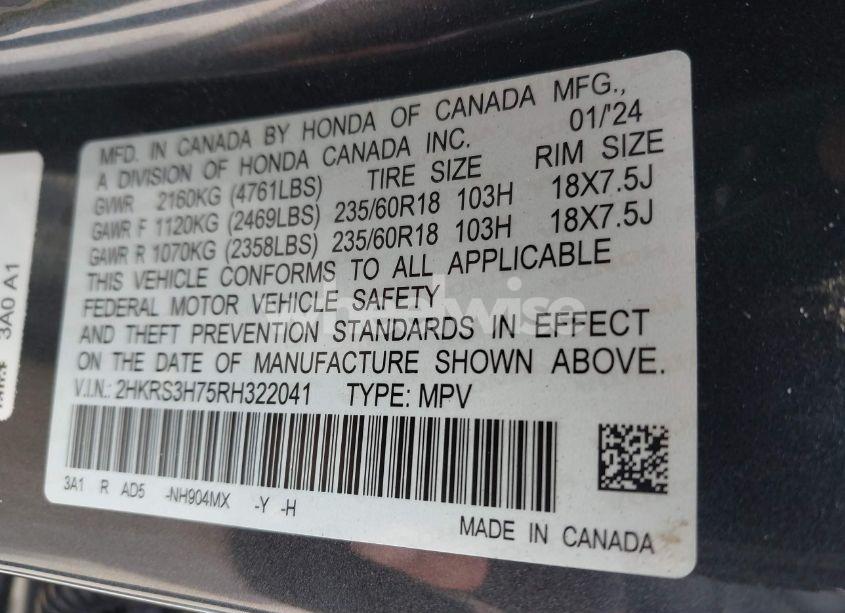 MFD. IN CANADA BY HONDA OF CANADA MFG.,
A DIVISION OF HONDA CANADA INC. 01/'24
GVWR 2160KG (4761LBS) TIRE SIZE RIM SIZE
GAWR F 1120KG (2469LBS) 235/60R18 103H 18X7.5J
GAWR R 1070KG (2358LBS) 235/60R18 103H 18X7.5J
THIS VEHICLE CONFORMS TO ALL APPLICABLE
FEDERAL MOTOR VEHICLE SAFETY
AND THEFT PREVENTION STANDARDS IN EFFECT
ON THE DATE OF MANUFACTURE SHOWN ABOVE.
V.I.N.: 2HKRS3H75RH322041 TYPE: MPV
3A1 R AD5 -NH904MX -Y -H
MADE IN CANADA
3A0 A1